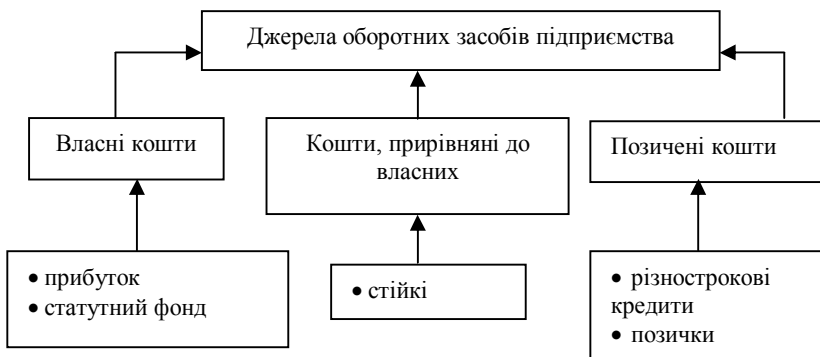 Джерела оборотних засобів підприємства
Власні кошти
Кошти, прирівняні до
власних
Позичені кошти
• прибуток
• статутний фонд
• стійкі
• різнострокові
кредити
• позички